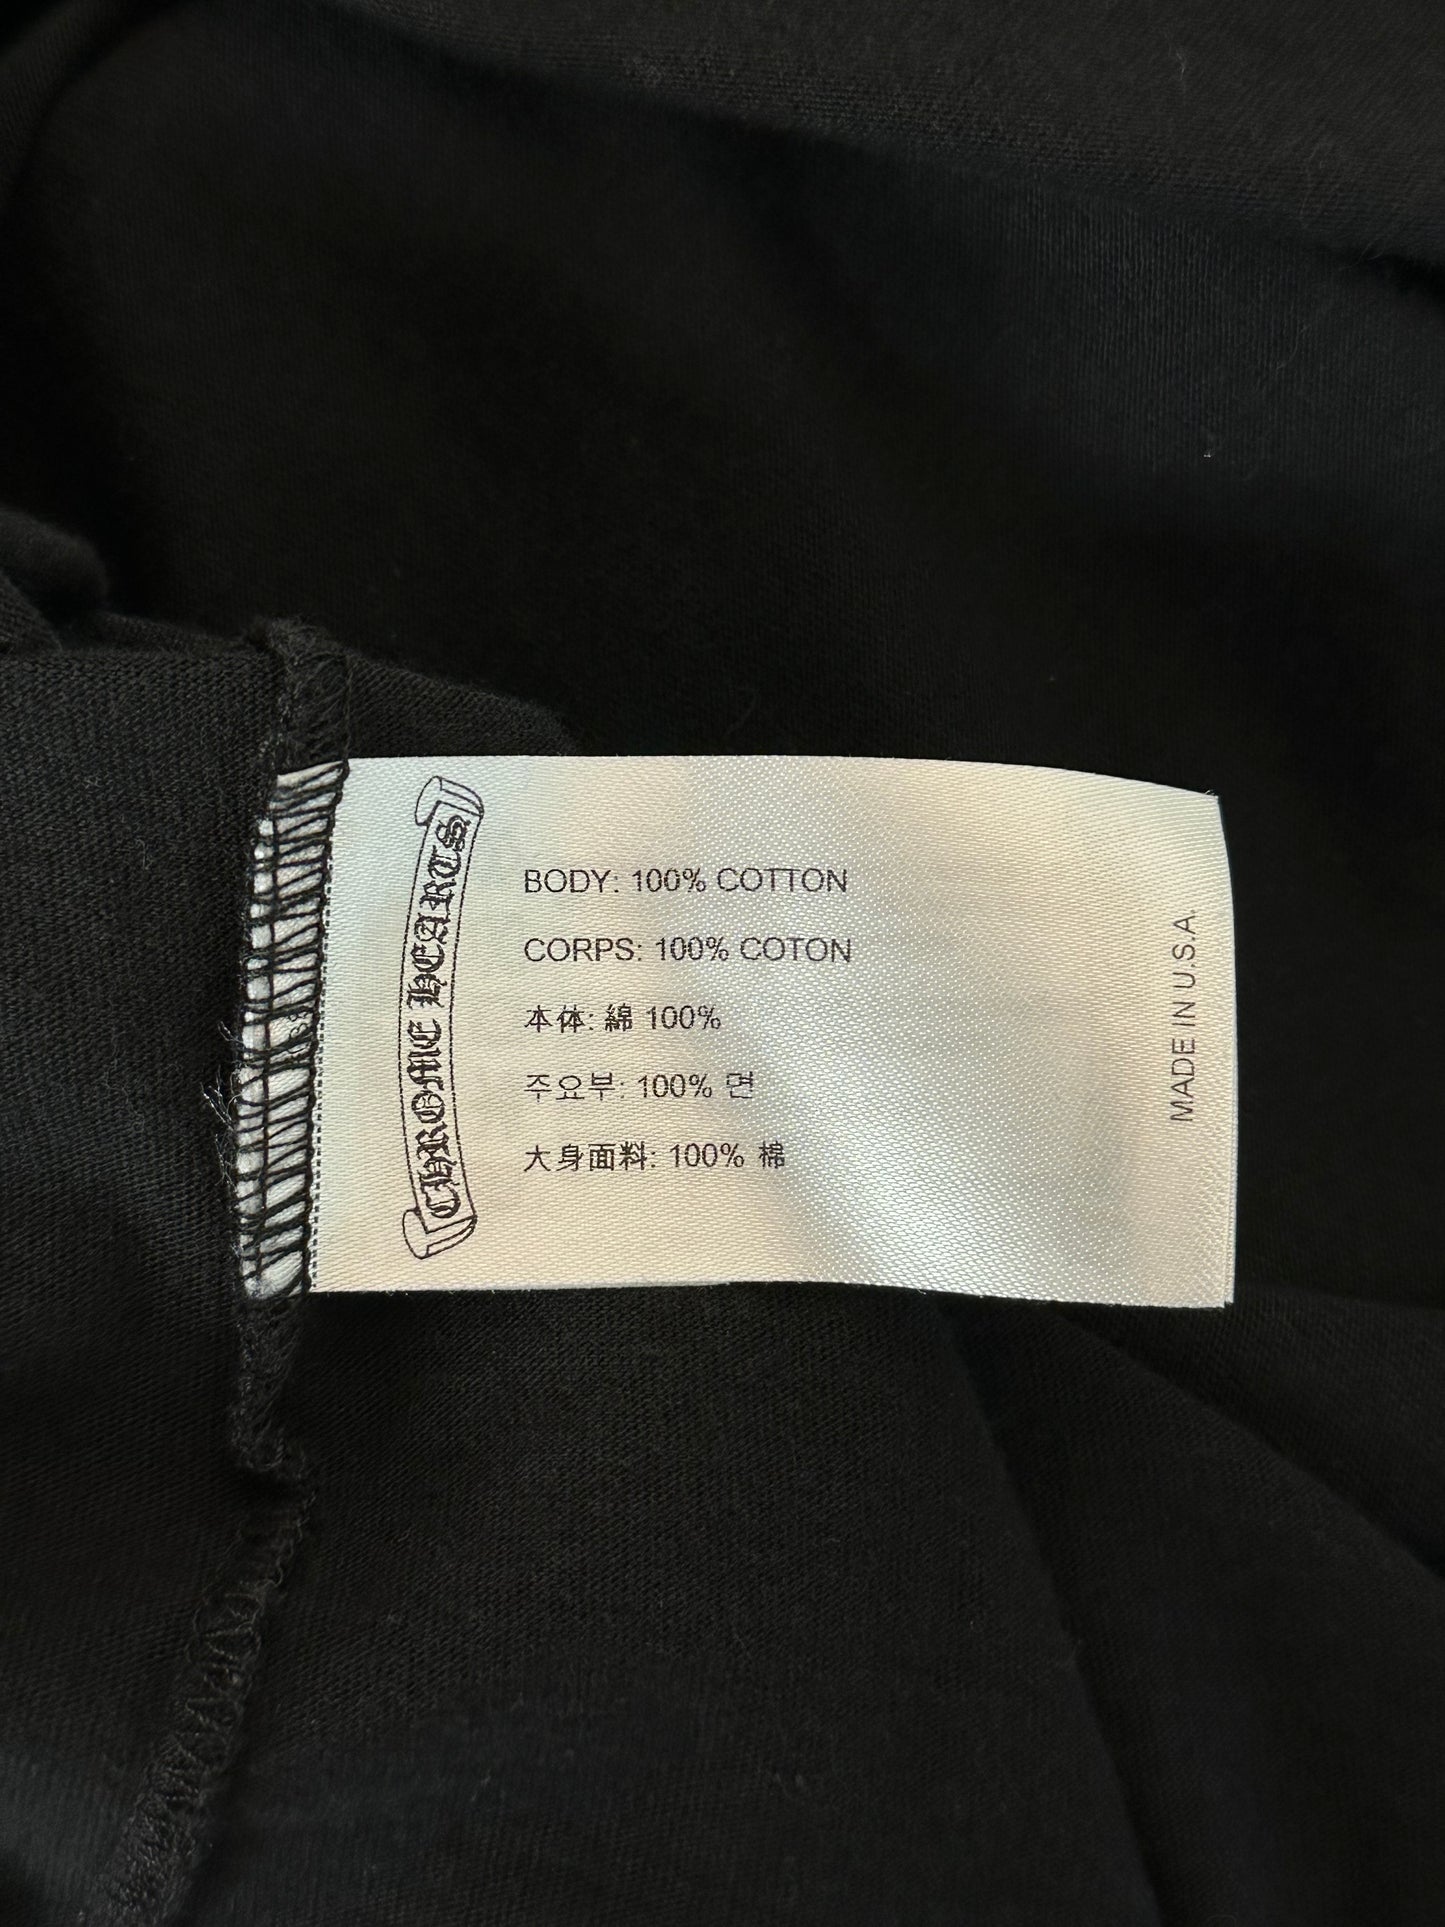 CHROME HEARTS
BODY: 100% COTTON
CORPS: 100% COTON
本体: 綿 100%
주요부: 100% 면
大身面料: 100% 棉
MADE IN U.S.A.